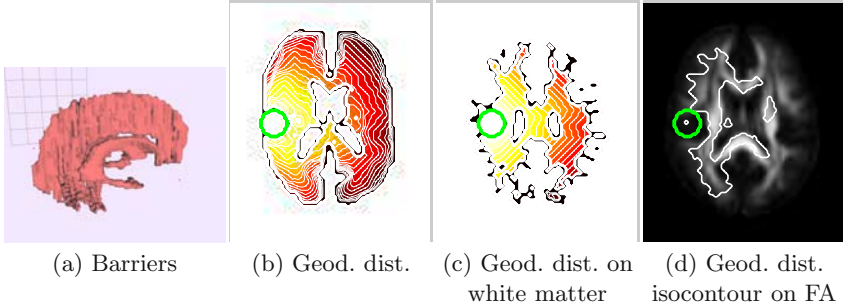 (a) Barriers
(b) Geod. dist.
(c) Geod. dist. on
white matter
(d) Geod. dist.
isocontour on FA